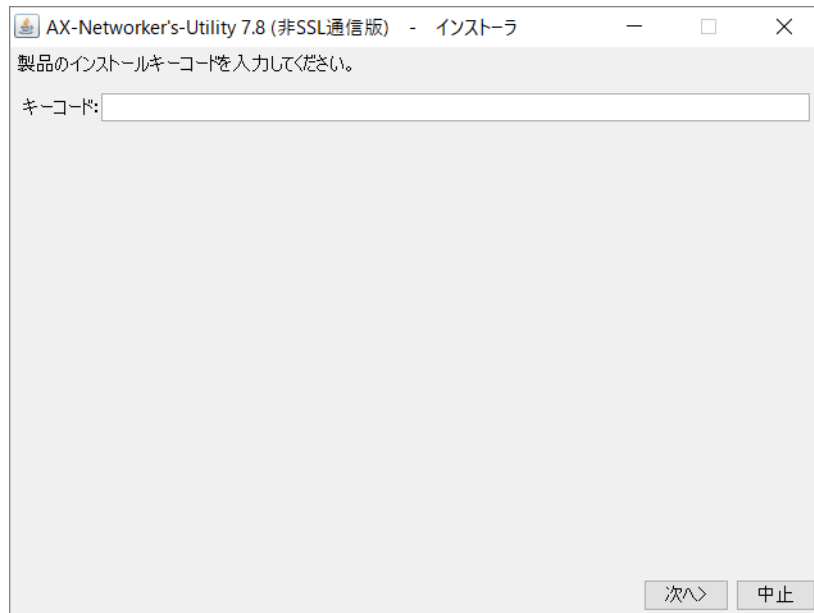 AX-Networker's-Utility 7.8 (非SSL通信版) - インストーラ
製品のインストールキーコードを入力してください。
キーコード:
次へ> 中止